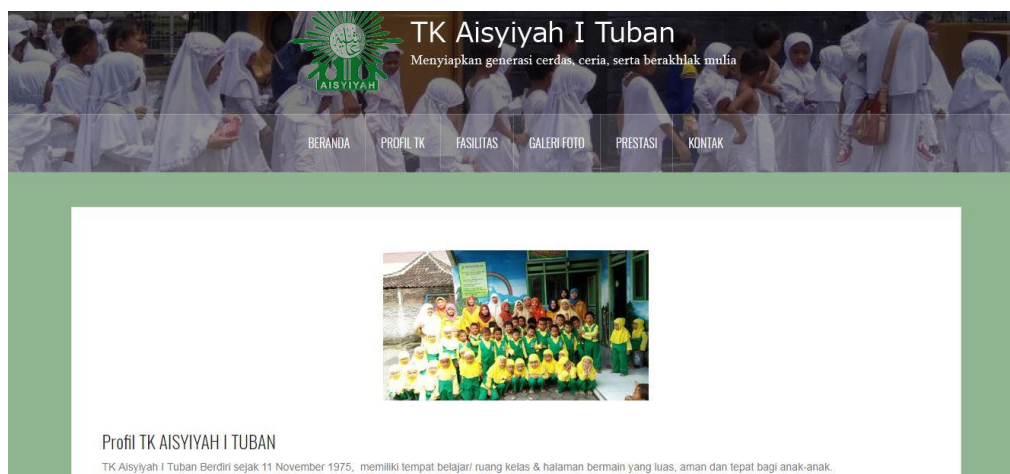 TK Aisyiyah I Tuban
Menyiapkan generasi cerdas, ceria, serta berakhlak mulia
AISYIYAH
BERANDA PROFIL TK FASILITAS GALERI FOTO PRESTASI KONTAK
Profil TK AISYIYAH I TUBAN
TK Aisyiyah I Tuban Berdiri sejak 11 November 1975, memiliki tempat belajar/ ruang kelas & halaman bermain yang luas, aman dan tepat bagi anak-anak.